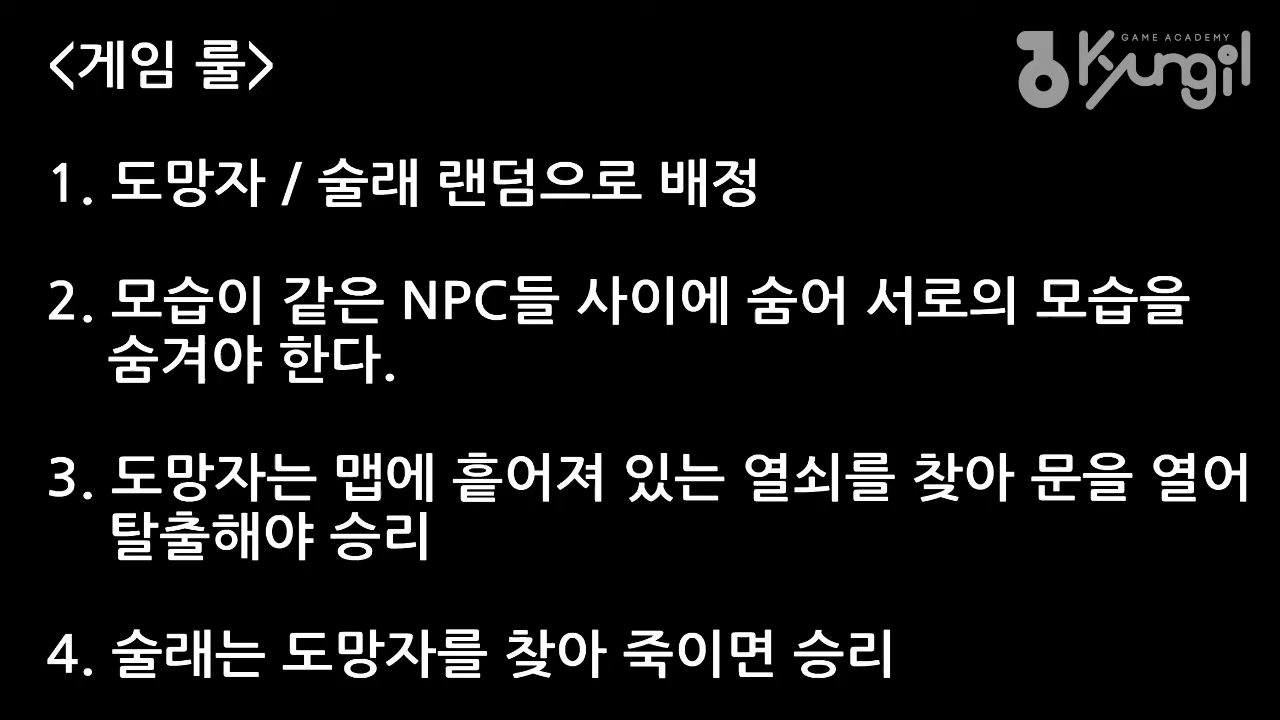 <게임 룰>
GAME ACADEMY
Kyungil
1. 도망자 / 술래 랜덤으로 배정
2. 모습이 같은 NPC들 사이에 숨어 서로의 모습을
숨겨야 한다.
3. 도망자는 맵에 흩어져 있는 열쇠를 찾아 문을 열어
탈출해야 승리
4. 술래는 도망자를 찾아 죽이면 승리